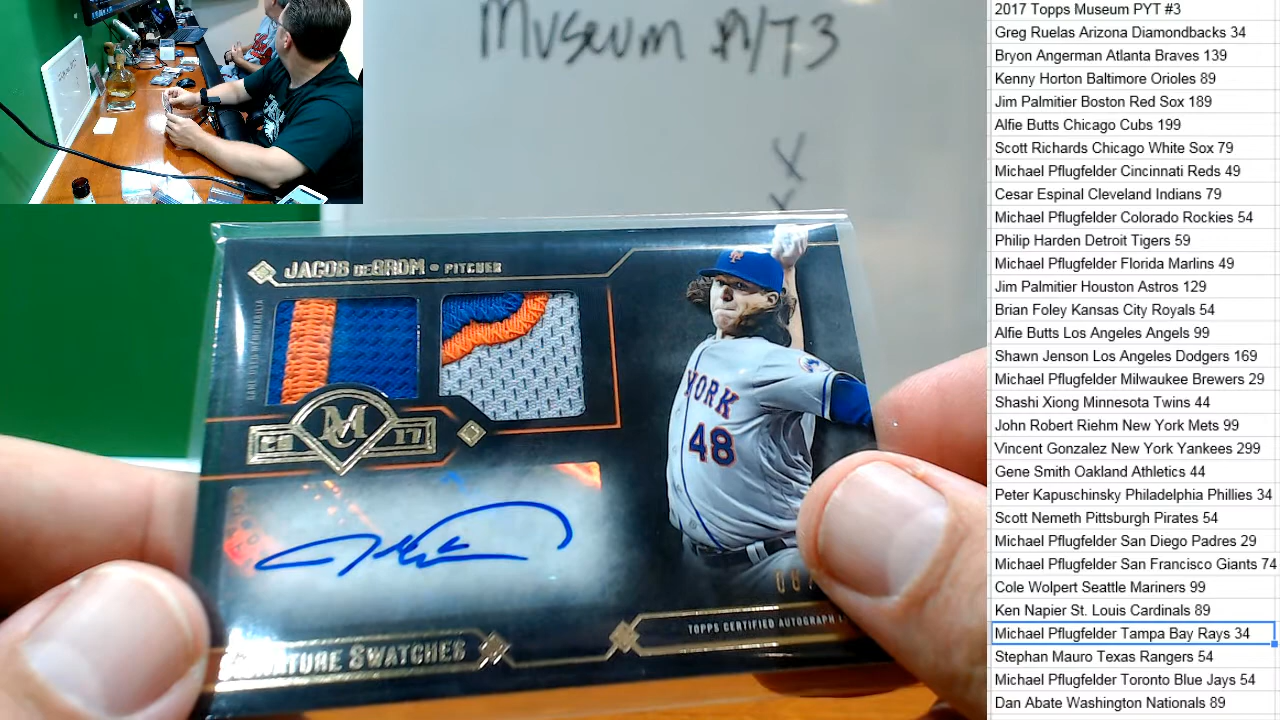 Museum PYT3
X
X
JACOB DEGROM • PITCHER
GAME USED MEMORABILIA
M
20 17
YORK
48
SIGNATURE SWATCHES
TOPPS CERTIFIED AUTOGRAPH
2017 Topps Museum PYT #3
Greg Ruelas Arizona Diamondbacks 34
Bryon Angerman Atlanta Braves 139
Kenny Horton Baltimore Orioles 89
Jim Palmitier Boston Red Sox 189
Alfie Butts Chicago Cubs 199
Scott Richards Chicago White Sox 79
Michael Pflugfelder Cincinnati Reds 49
Cesar Espinal Cleveland Indians 79
Michael Pflugfelder Colorado Rockies 54
Philip Harden Detroit Tigers 59
Michael Pflugfelder Florida Marlins 49
Jim Palmitier Houston Astros 129
Brian Foley Kansas City Royals 54
Alfie Butts Los Angeles Angels 99
Shawn Jenson Los Angeles Dodgers 169
Michael Pflugfelder Milwaukee Brewers 29
Shashi Xiong Minnesota Twins 44
John Robert Riehm New York Mets 99
Vincent Gonzalez New York Yankees 299
Gene Smith Oakland Athletics 44
Peter Kapuschinsky Philadelphia Phillies 34
Scott Nemeth Pittsburgh Pirates 54
Michael Pflugfelder San Diego Padres 29
Michael Pflugfelder San Francisco Giants 74
Cole Wolpert Seattle Mariners 99
Ken Napier St. Louis Cardinals 89
Michael Pflugfelder Tampa Bay Rays 34
Stephan Mauro Texas Rangers 54
Michael Pflugfelder Toronto Blue Jays 54
Dan Abate Washington Nationals 89